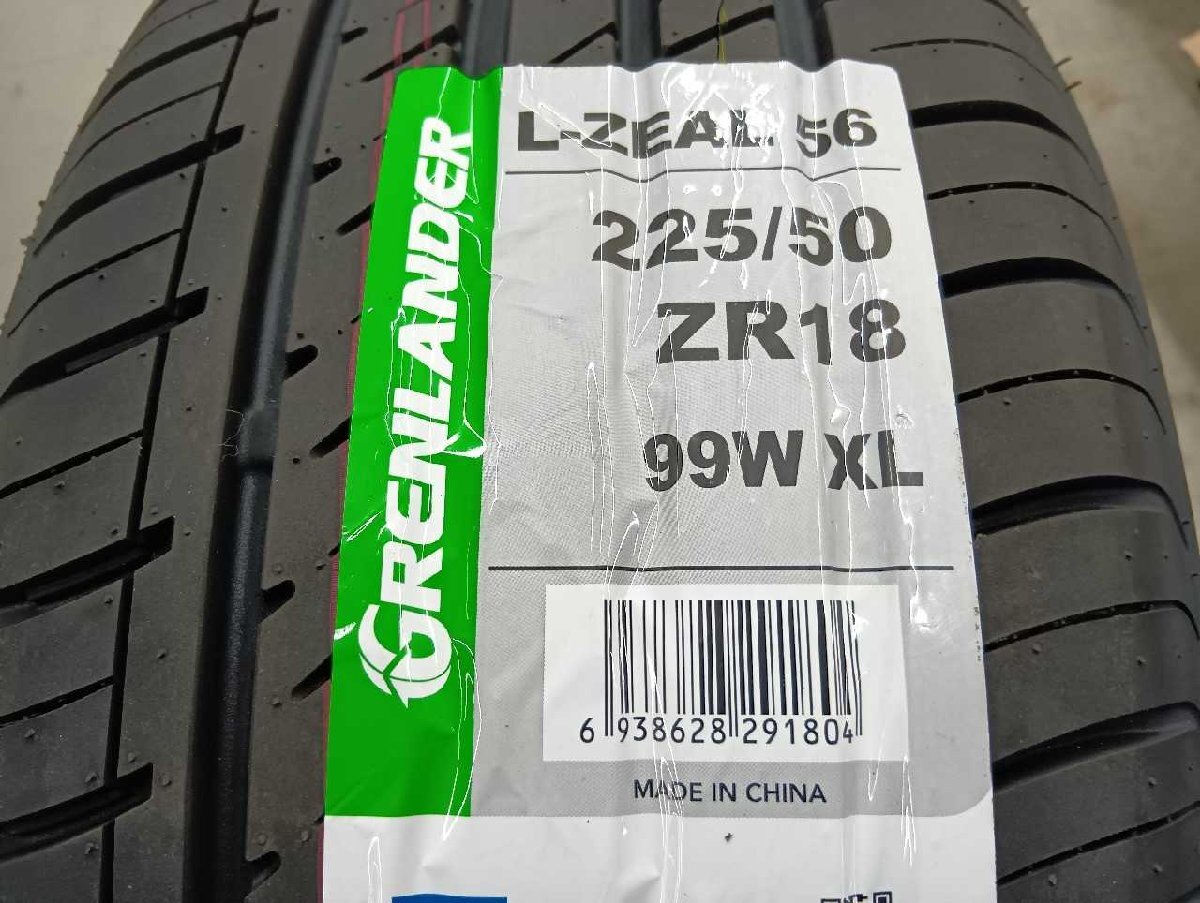 GRENLANDER
L-ZEAL 56
225/50
ZR18
99W XL
6 938628 291804
MADE IN CHINA